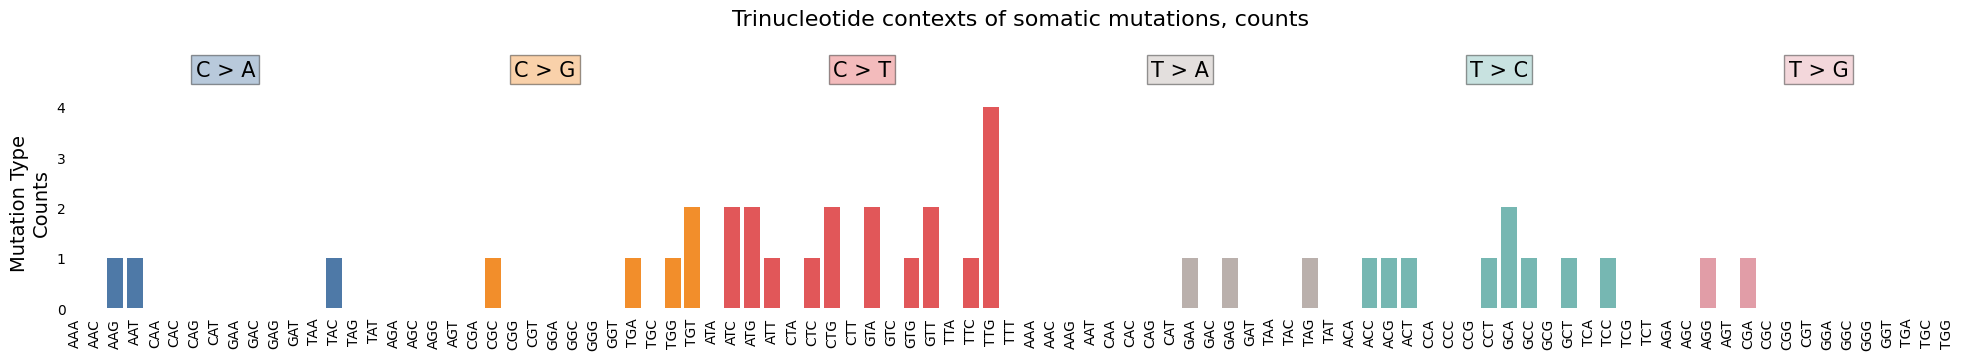 Trinucleotide contexts of somatic mutations, counts
C > A
C > G
C > T
T > A
T > C
T > G
Mutation Type
Counts
4
3
2
1
0
AAA
AAC
AAG
AAT
CAA
CAC
CAG
CAT
GAA
GAC
GAG
GAT
TAA
TAC
TAG
TAT
AGA
AGC
AGG
AGT
CGA
CGC
CGG
CGT
GGA
GGC
GGG
GGT
TGA
TGC
TGG
TGT
ATA
ATC
ATG
ATT
CTA
CTC
CTG
CTT
GTA
GTC
GTG
GTT
TTA
TTC
TTG
TTT
AAA
AAC
AAG
AAT
CAA
CAC
CAG
CAT
GAA
GAC
GAG
GAT
TAA
TAC
TAG
TAT
ACA
ACC
ACG
ACT
CCA
CCC
CCG
CCT
GCA
GCC
GCG
GCT
TCA
TCC
TCG
TCT
AGA
AGC
AGG
AGT
CGA
CGC
CGG
CGT
GGA
GGC
GGG
GGT
TGA
TGC
TGG